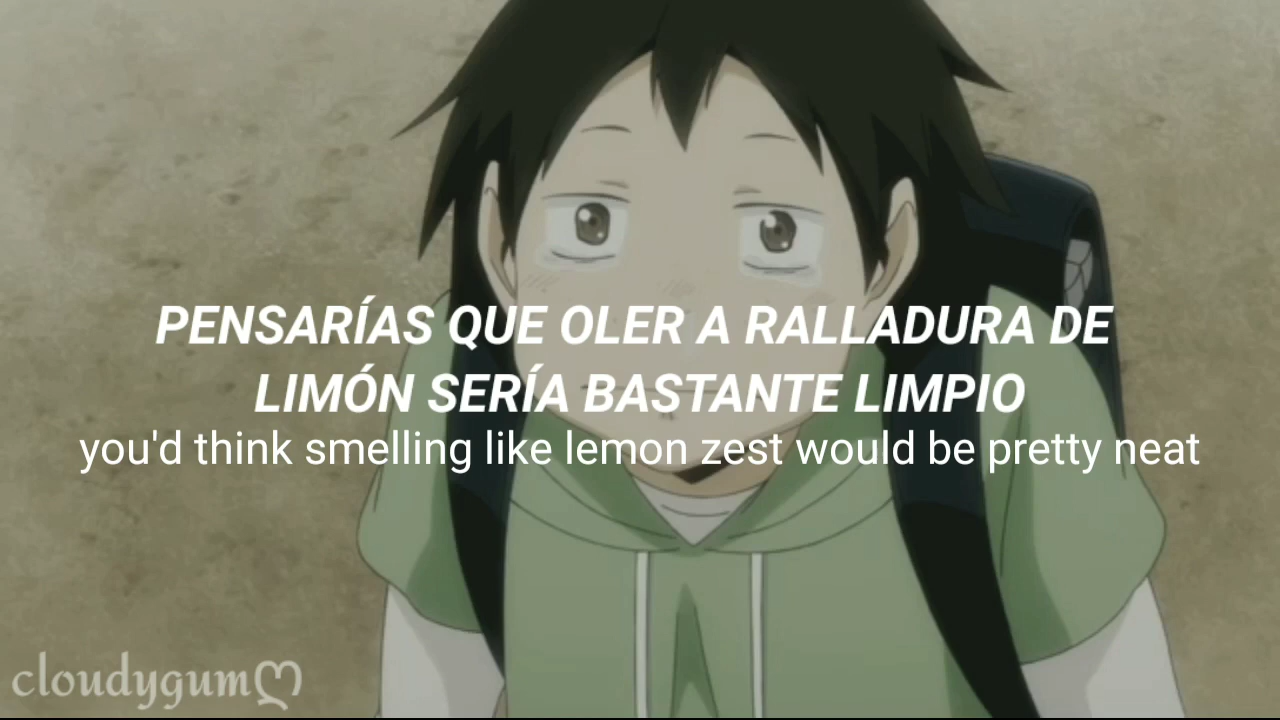 PENSARÍAS QUE OLER A RALLADURA DE
LIMÓN SERÍA BASTANTE LIMPIO
you'd think smelling like lemon zest would be pretty neat
cloudygumღ